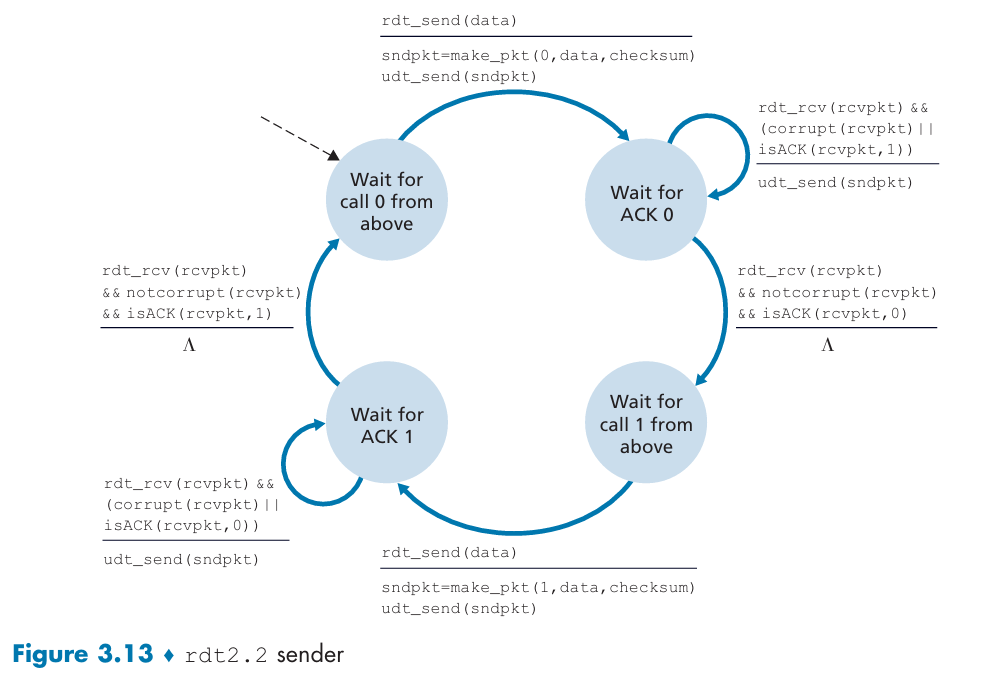 rdt_send(data)
sndpkt=make_pkt(0,data,checksum)
udt_send(sndpkt)
rdt_rcv(rcvpkt) &&
(corrupt(rcvpkt)||
isACK(rcvpkt,1))
udt_send(sndpkt)
Wait for
call 0 from
above
Wait for
ACK 0
rdt_rcv(rcvpkt)
&& notcorrupt(rcvpkt)
&& isACK(rcvpkt,1)
Λ
rdt_rcv(rcvpkt)
&& notcorrupt(rcvpkt)
&& isACK(rcvpkt,0)
Λ
Wait for
ACK 1
Wait for
call 1 from
above
rdt_rcv(rcvpkt) &&
(corrupt(rcvpkt)||
isACK(rcvpkt,0))
udt_send(sndpkt)
rdt_send(data)
sndpkt=make_pkt(1,data,checksum)
udt_send(sndpkt)
Figure 3.13 ♦ rdt2.2 sender